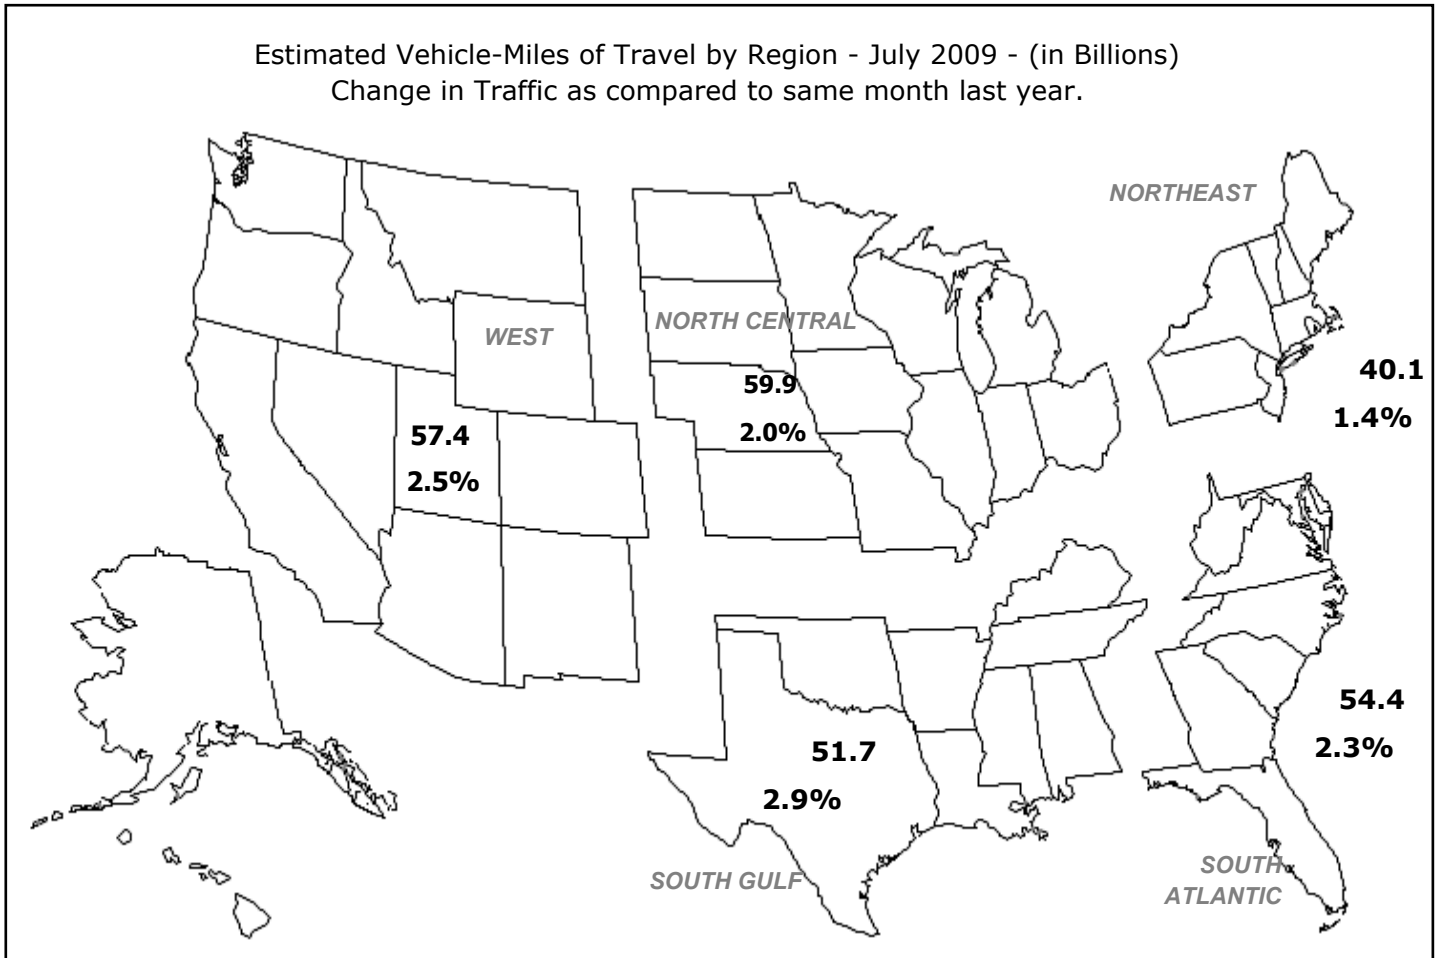 Estimated Vehicle-Miles of Travel by Region - July 2009 - (in Billions)
Change in Traffic as compared to same month last year.
NORTHEAST
WEST
NORTH CENTRAL
40.1
1.4%
59.9
2.0%
57.4
2.5%
54.4
2.3%
51.7
2.9%
SOUTH GULF
SOUTH
ATLANTIC